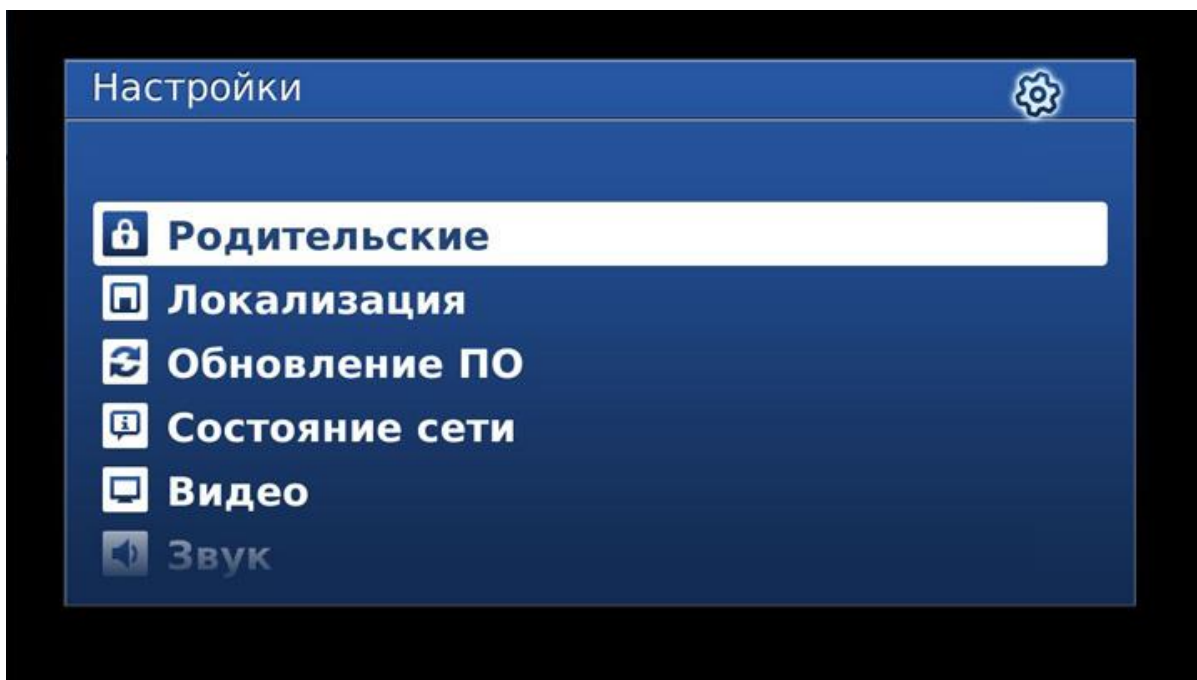 Настройки
Родительские
Локализация
Обновление ПО
Состояние сети
Видео
Звук